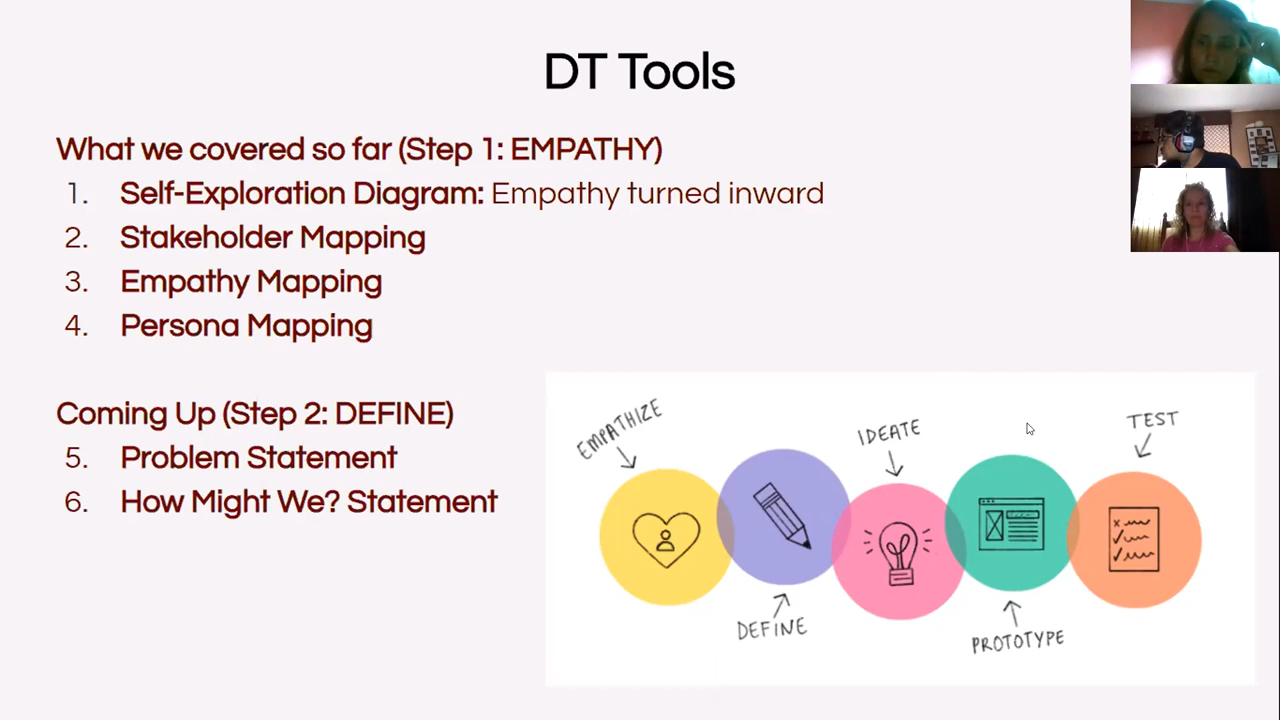 DT Tools
What we covered so far (Step 1: EMPATHY)
1. Self-Exploration Diagram: Empathy turned inward
2. Stakeholder Mapping
3. Empathy Mapping
4. Persona Mapping
Coming Up (Step 2: DEFINE)
5. Problem Statement
6. How Might We? Statement
EMPATHIZE
DEFINE
IDEATE
PROTOTYPE
TEST